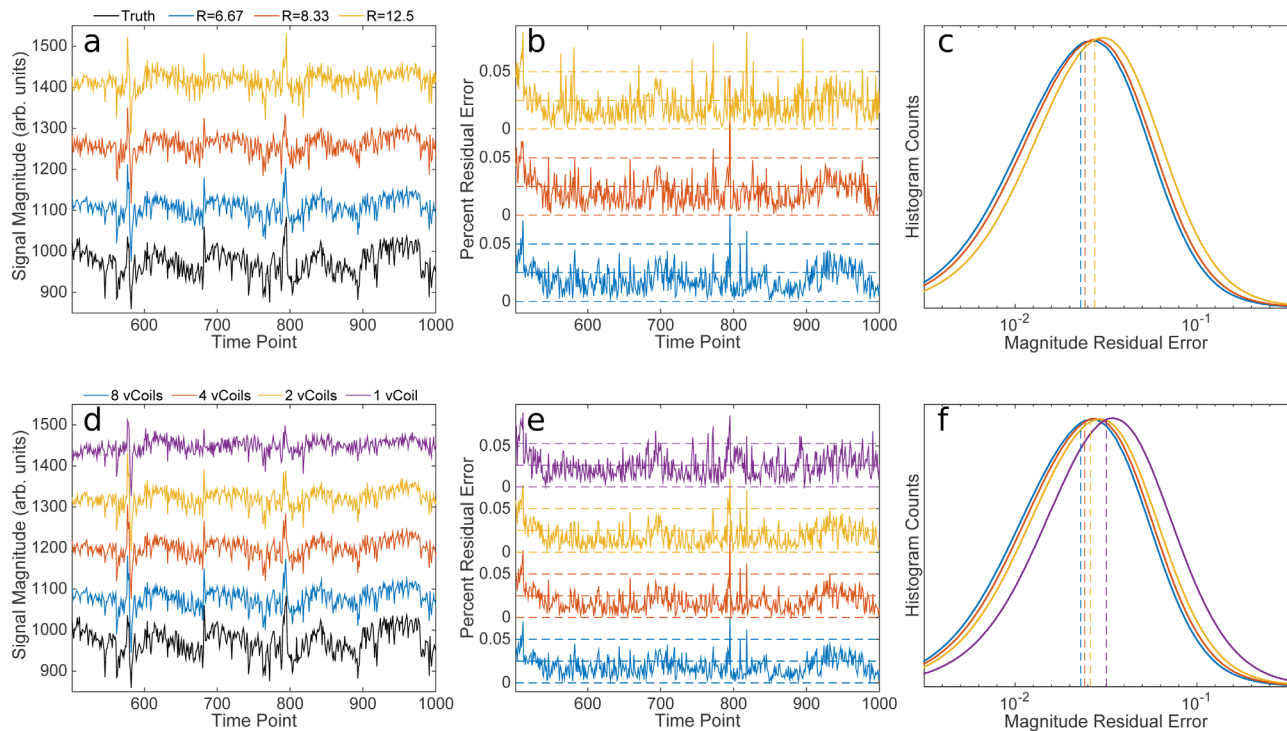 Truth R=6.67 R=8.33 R=12.5
a
Signal Magnitude (arb. units)
1500
1400
1300
1200
1100
1000
900
600 700 800 900 1000
Time Point
b
Percent Residual Error
0.05
0
0.05
0
0.05
0
600 700 800 900 1000
Time Point
c
Histogram Counts
10-2 10-1
Magnitude Residual Error
8 vCoils 4 vCoils 2 vCoils 1 vCoil
d
Signal Magnitude (arb. units)
1500
1400
1300
1200
1100
1000
900
600 700 800 900 1000
Time Point
e
Percent Residual Error
0.05
0
0.05
0
0.05
0
0.05
0
600 700 800 900 1000
Time Point
f
Histogram Counts
10-2 10-1
Magnitude Residual Error